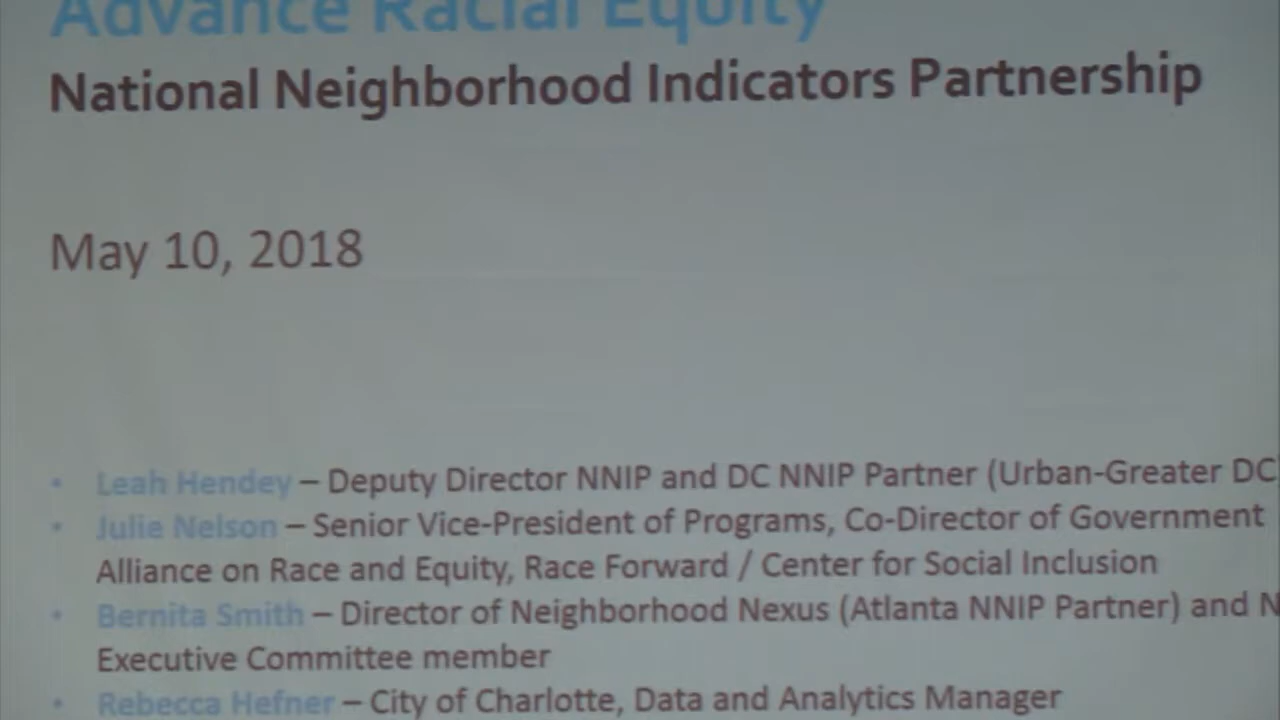 Advance Racial Equity
National Neighborhood Indicators Partnership
May 10, 2018
• Leah Hendey – Deputy Director NNIP and DC NNIP Partner (Urban-Greater DC
• Julie Nelson – Senior Vice-President of Programs, Co-Director of Government
Alliance on Race and Equity, Race Forward / Center for Social Inclusion
• Bernita Smith – Director of Neighborhood Nexus (Atlanta NNIP Partner) and N
Executive Committee member
• Rebecca Hefner – City of Charlotte, Data and Analytics Manager